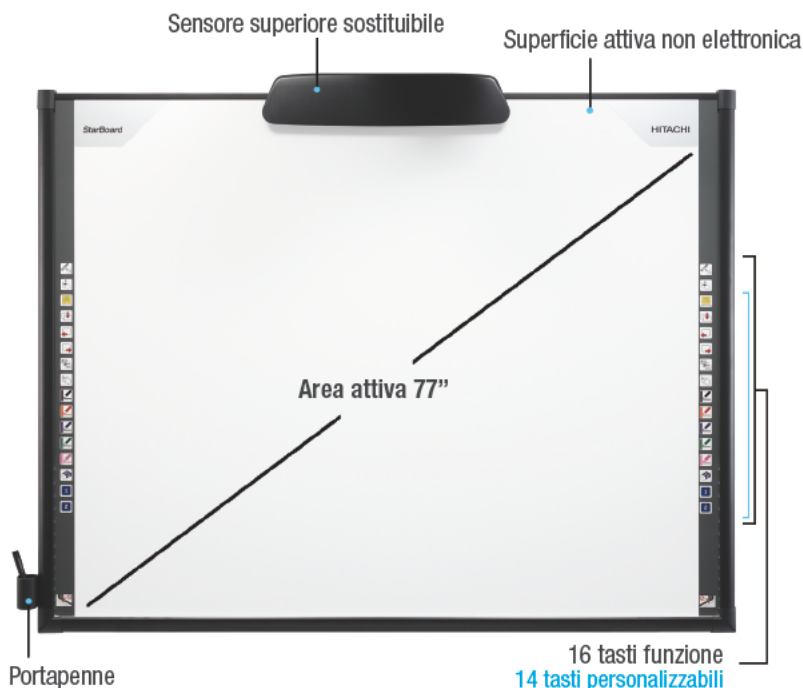 Sensore superiore sostituibile
Superficie attiva non elettronica
StarBoard
HITACHI
Area attiva 77”
16 tasti funzione
14 tasti personalizzabili
Portapenne